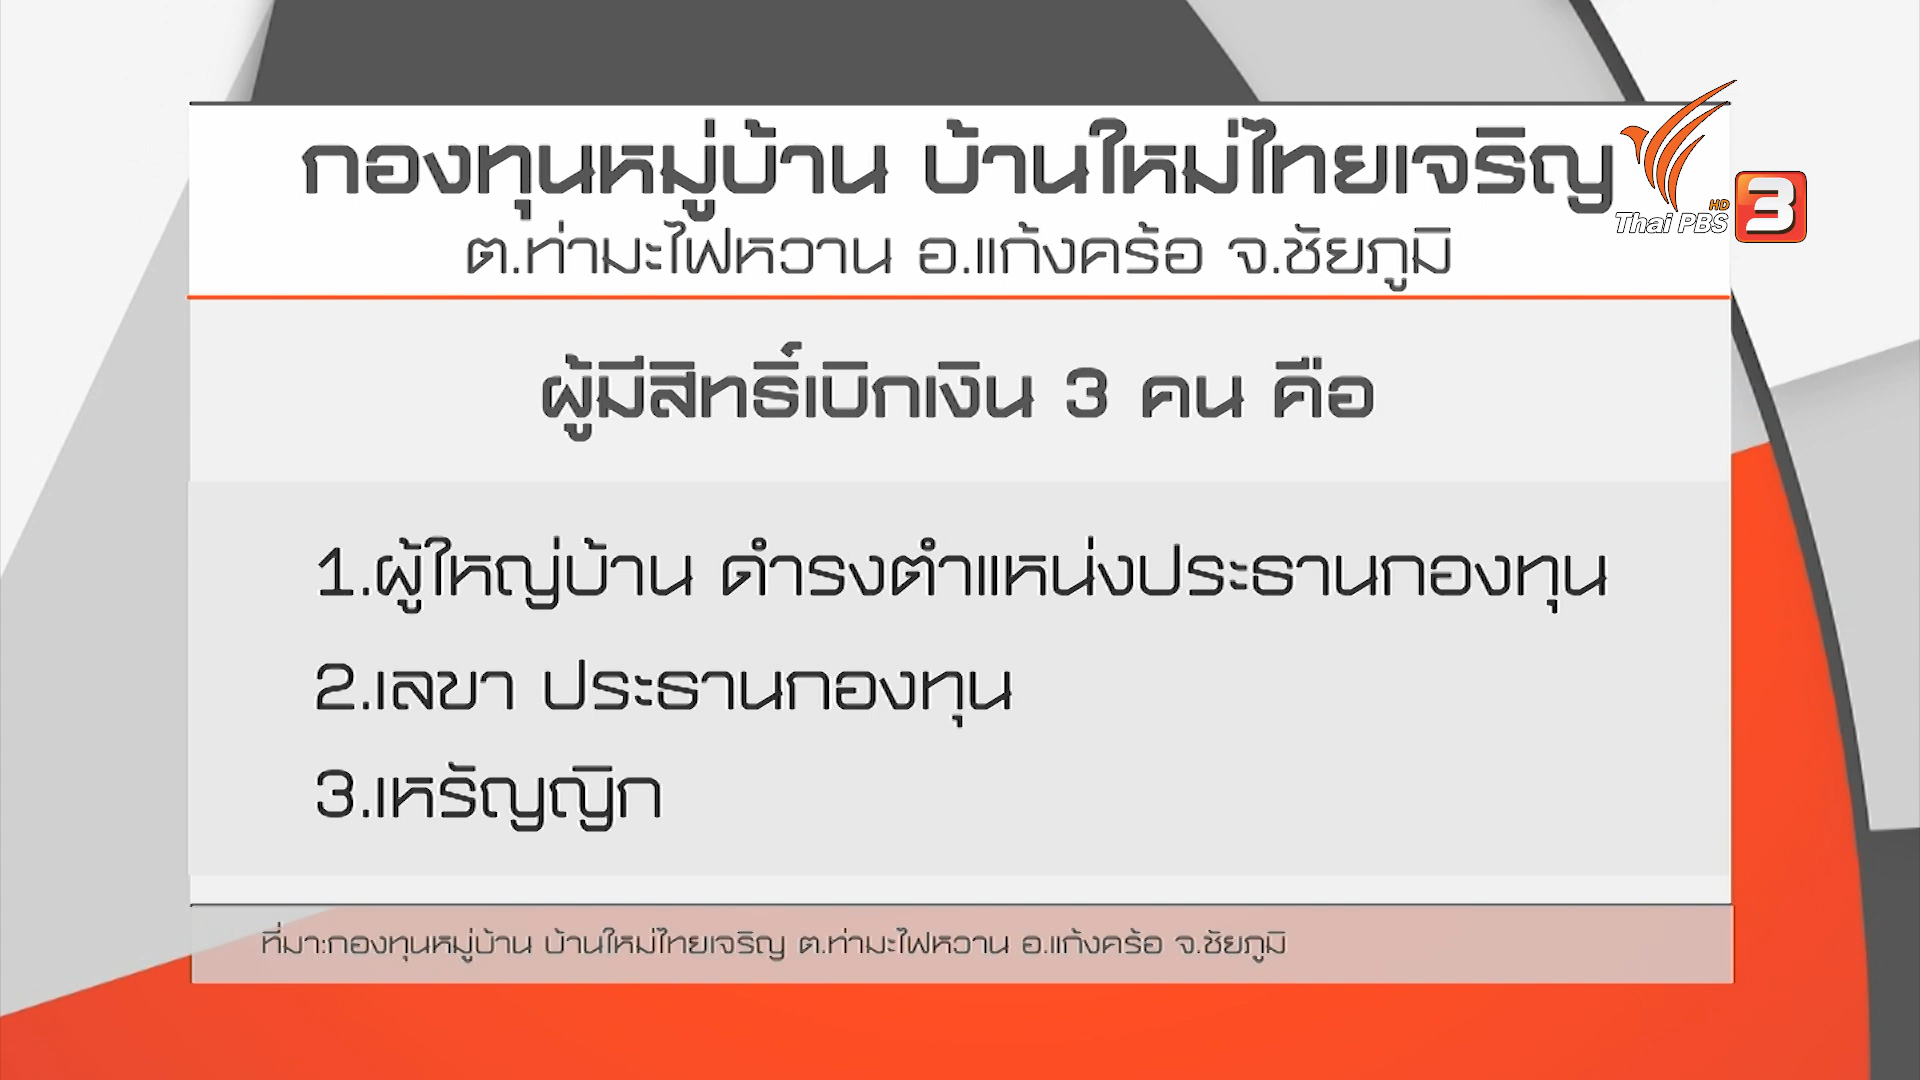 กองทุนหมู่บ้าน บ้านใหม่ไทยเจริญ
ต.ท่ามะไฟหวาน อ.แก้งคร้อ จ.ชัยภูมิ
HD
Thai PBS 3
ผู้มีสิทธิ์เบิกเงิน 3 คน คือ
1.ผู้ใหญ่บ้าน ดำรงตำแหน่งประธานกองทุน
2.เลขา ประธานกองทุน
3.เหรัญญิก
ที่มา:กองทุนหมู่บ้าน บ้านใหม่ไทยเจริญ ต.ท่ามะไฟหวาน อ.แก้งคร้อ จ.ชัยภูมิ